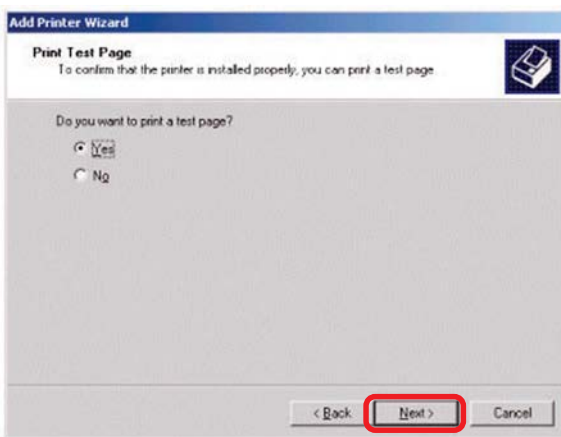 Add Printer Wizard
Print Test Page
To confirm that the printer is installed properly, you can print a test page
Do you want to print a test page?
Yes
No
< Back Next > Cancel